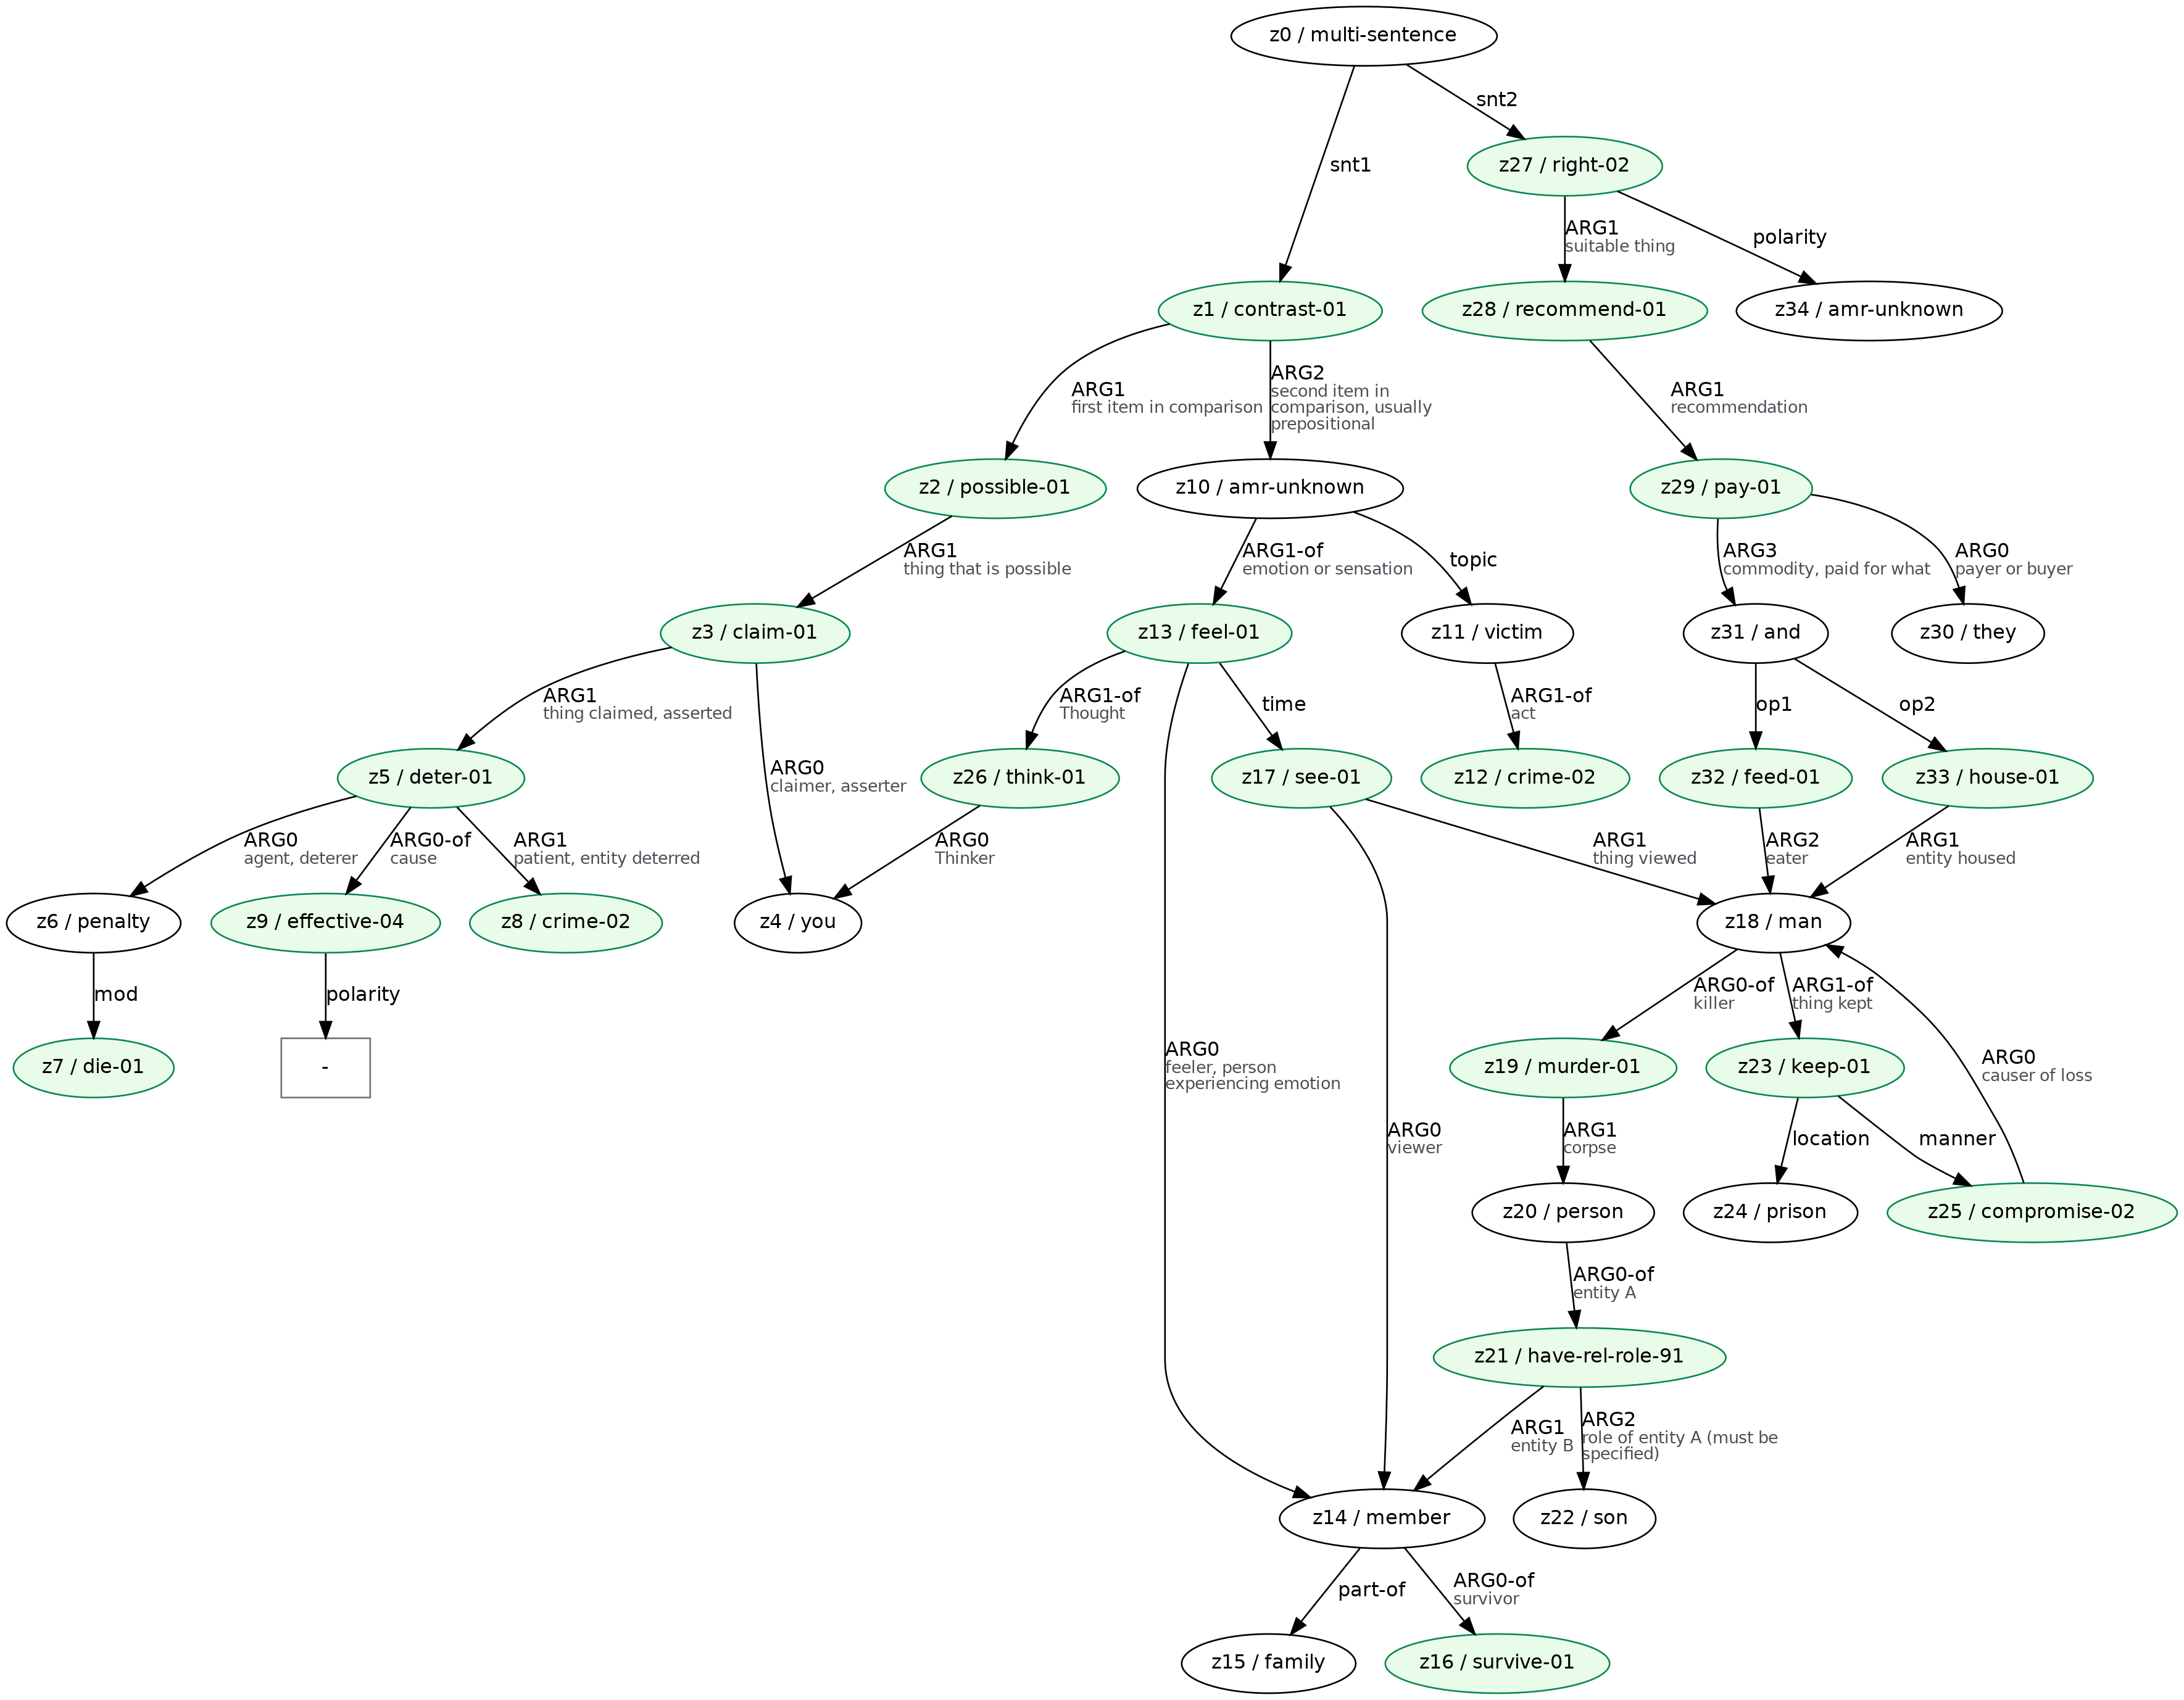 z0 / multi-sentence
snt2
snt1
z27 / right-02
ARG1
suitable thing
polarity
z1 / contrast-01
z28 / recommend-01
z34 / amr-unknown
ARG1
first item in comparison
ARG2
second item in
comparison, usually
prepositional
ARG1
recommendation
z2 / possible-01
z10 / amr-unknown
z29 / pay-01
ARG1
thing that is possible
ARG1-of
emotion or sensation
topic
ARG3
commodity, paid for what
ARG0
payer or buyer
z3 / claim-01
z13 / feel-01
z11 / victim
z31 / and
z30 / they
ARG1
thing claimed, asserted
ARG0
claimer, asserter
ARG1-of
Thought
time
ARG1-of
act
op1
op2
z5 / deter-01
z26 / think-01
z17 / see-01
z12 / crime-02
z32 / feed-01
z33 / house-01
ARG0
agent, deterer
ARG0-of
cause
ARG1
patient, entity deterred
ARG0
Thinker
ARG1
thing viewed
ARG2
eater
ARG1
entity housed
z6 / penalty
z9 / effective-04
z8 / crime-02
z4 / you
z18 / man
mod
polarity
ARG0-of
killer
ARG1-of
thing kept
ARG0
causer of loss
z7 / die-01
-
ARG0
feeler, person
experiencing emotion
z19 / murder-01
z23 / keep-01
ARG0
viewer
ARG1
corpse
location
manner
z20 / person
z24 / prison
z25 / compromise-02
ARG0-of
entity A
z21 / have-rel-role-91
ARG1
entity B
ARG2
role of entity A (must be
specified)
z14 / member
z22 / son
part-of
ARG0-of
survivor
z15 / family
z16 / survive-01